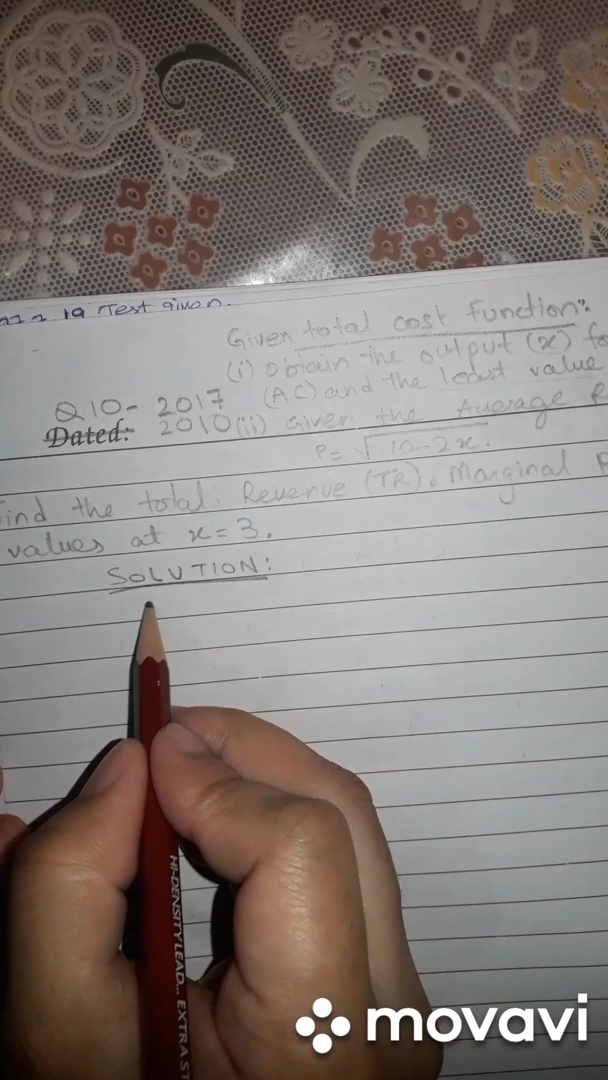 19 Test given.
Given total cost function:
(i) obtain the output (x) fo
Q10- 2017 (AC) and the least value
Dated: 2010 (ii) Given the Average R
P = √10-2x.
Find the total Revenue (TR), Marginal R
values at x = 3.
SOLUTION:
HI-DENSITY LEAD... EXTRA ST
movavi